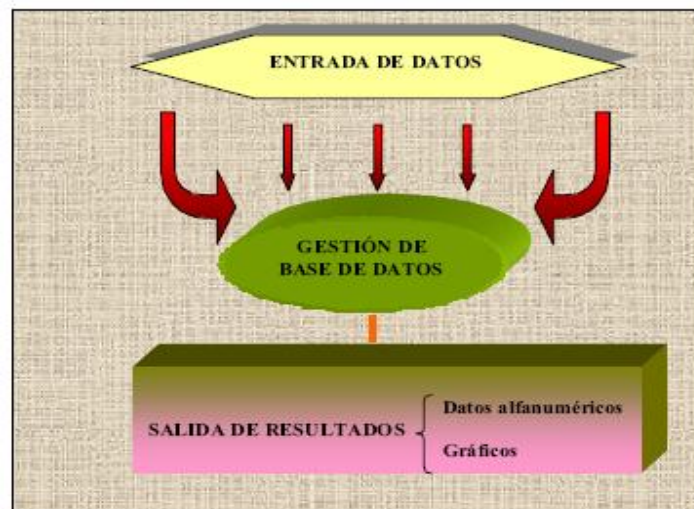 ENTRADA DE DATOS
GESTIÓN DE
BASE DE DATOS
SALIDA DE RESULTADOS
Datos alfanuméricos
Gráficos